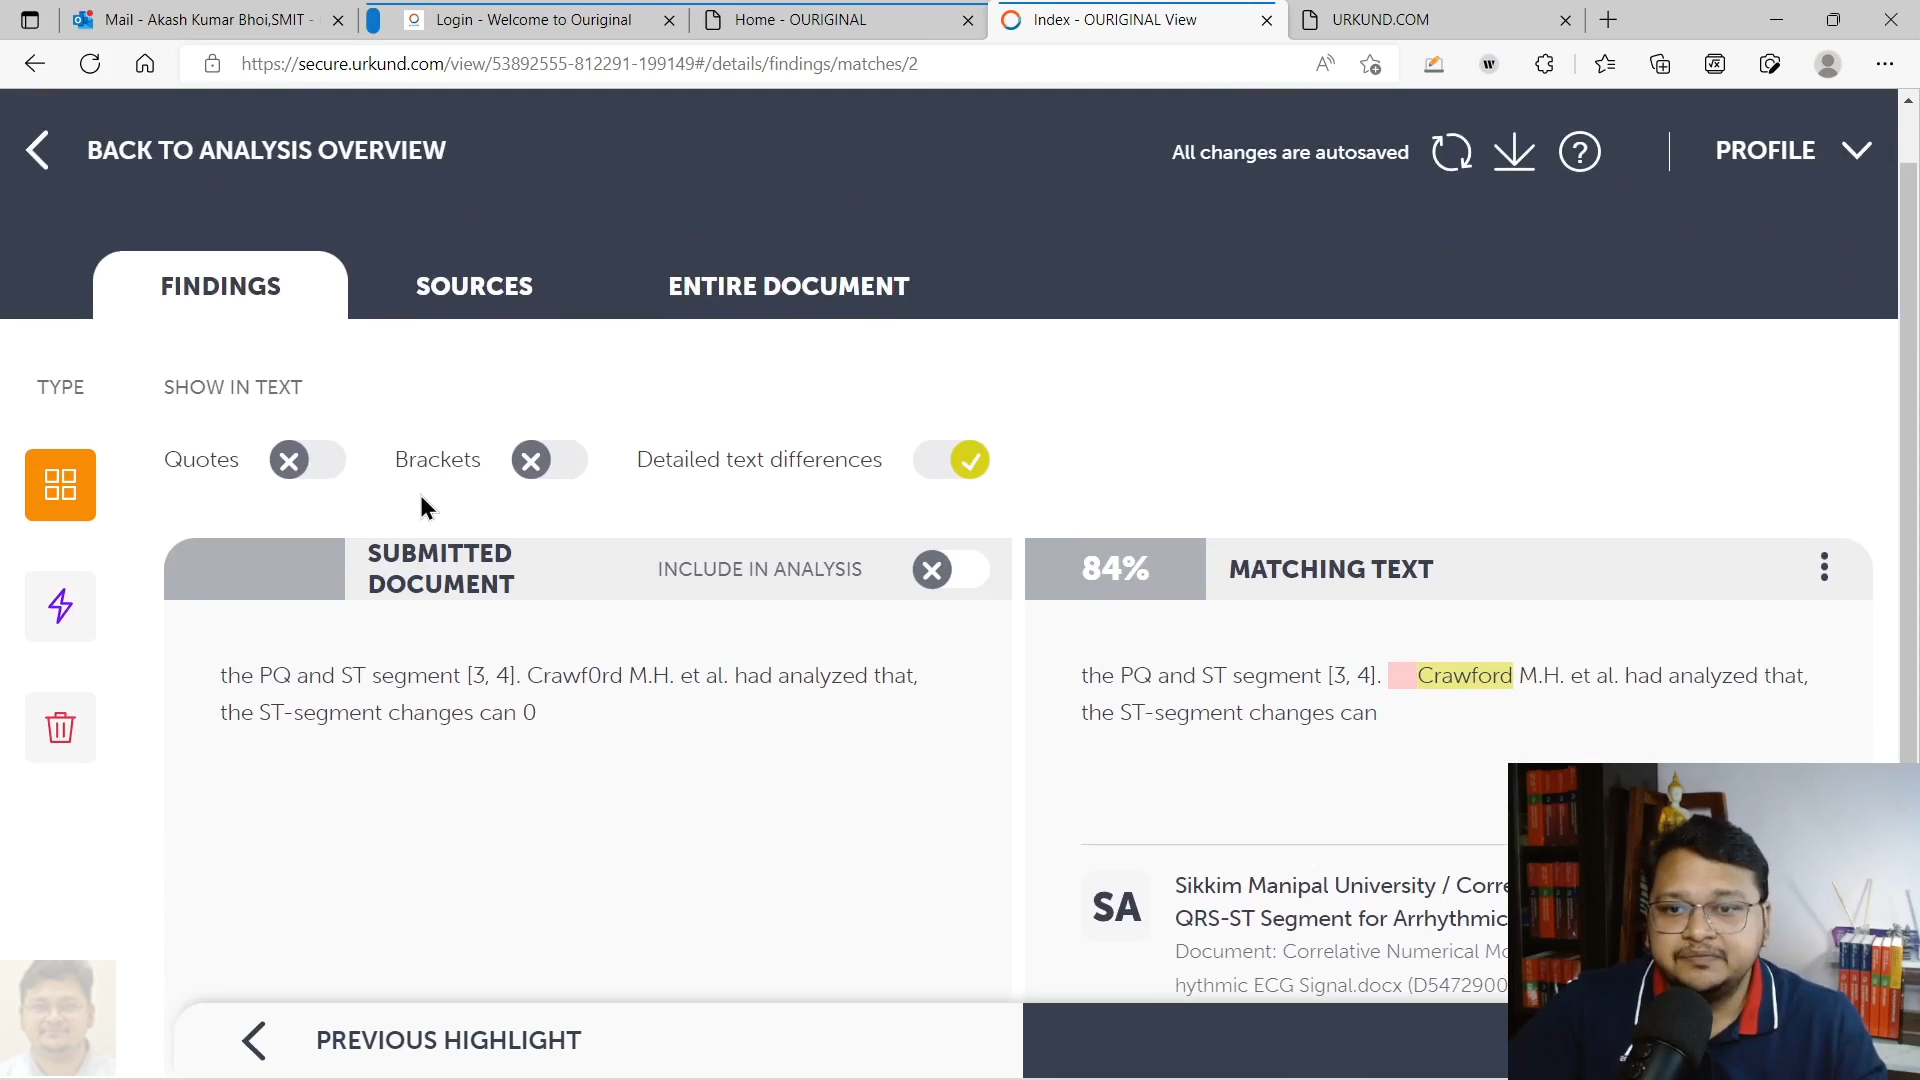 Mail - Akash Kumar Bhoi,SMIT -
Login - Welcome to Ouriginal
Home - OURIGINAL
Index - OURIGINAL View
URKUND.COM
https://secure.urkund.com/view/53892555-812291-199149#/details/findings/matches/2
BACK TO ANALYSIS OVERVIEW
All changes are autosaved
PROFILE
FINDINGS
SOURCES
ENTIRE DOCUMENT
TYPE
SHOW IN TEXT
Quotes
Brackets
Detailed text differences
SUBMITTED
DOCUMENT
INCLUDE IN ANALYSIS
84%
MATCHING TEXT
the PQ and ST segment [3, 4]. Crawf0rd M.H. et al. had analyzed that,
the ST-segment changes can 0
the PQ and ST segment [3, 4]. Crawford M.H. et al. had analyzed that,
the ST-segment changes can
SA
Sikkim Manipal University / Corre
QRS-ST Segment for Arrhythmic
Document: Correlative Numerical Mo
hythmic ECG Signal.docx (D5472900
PREVIOUS HIGHLIGHT